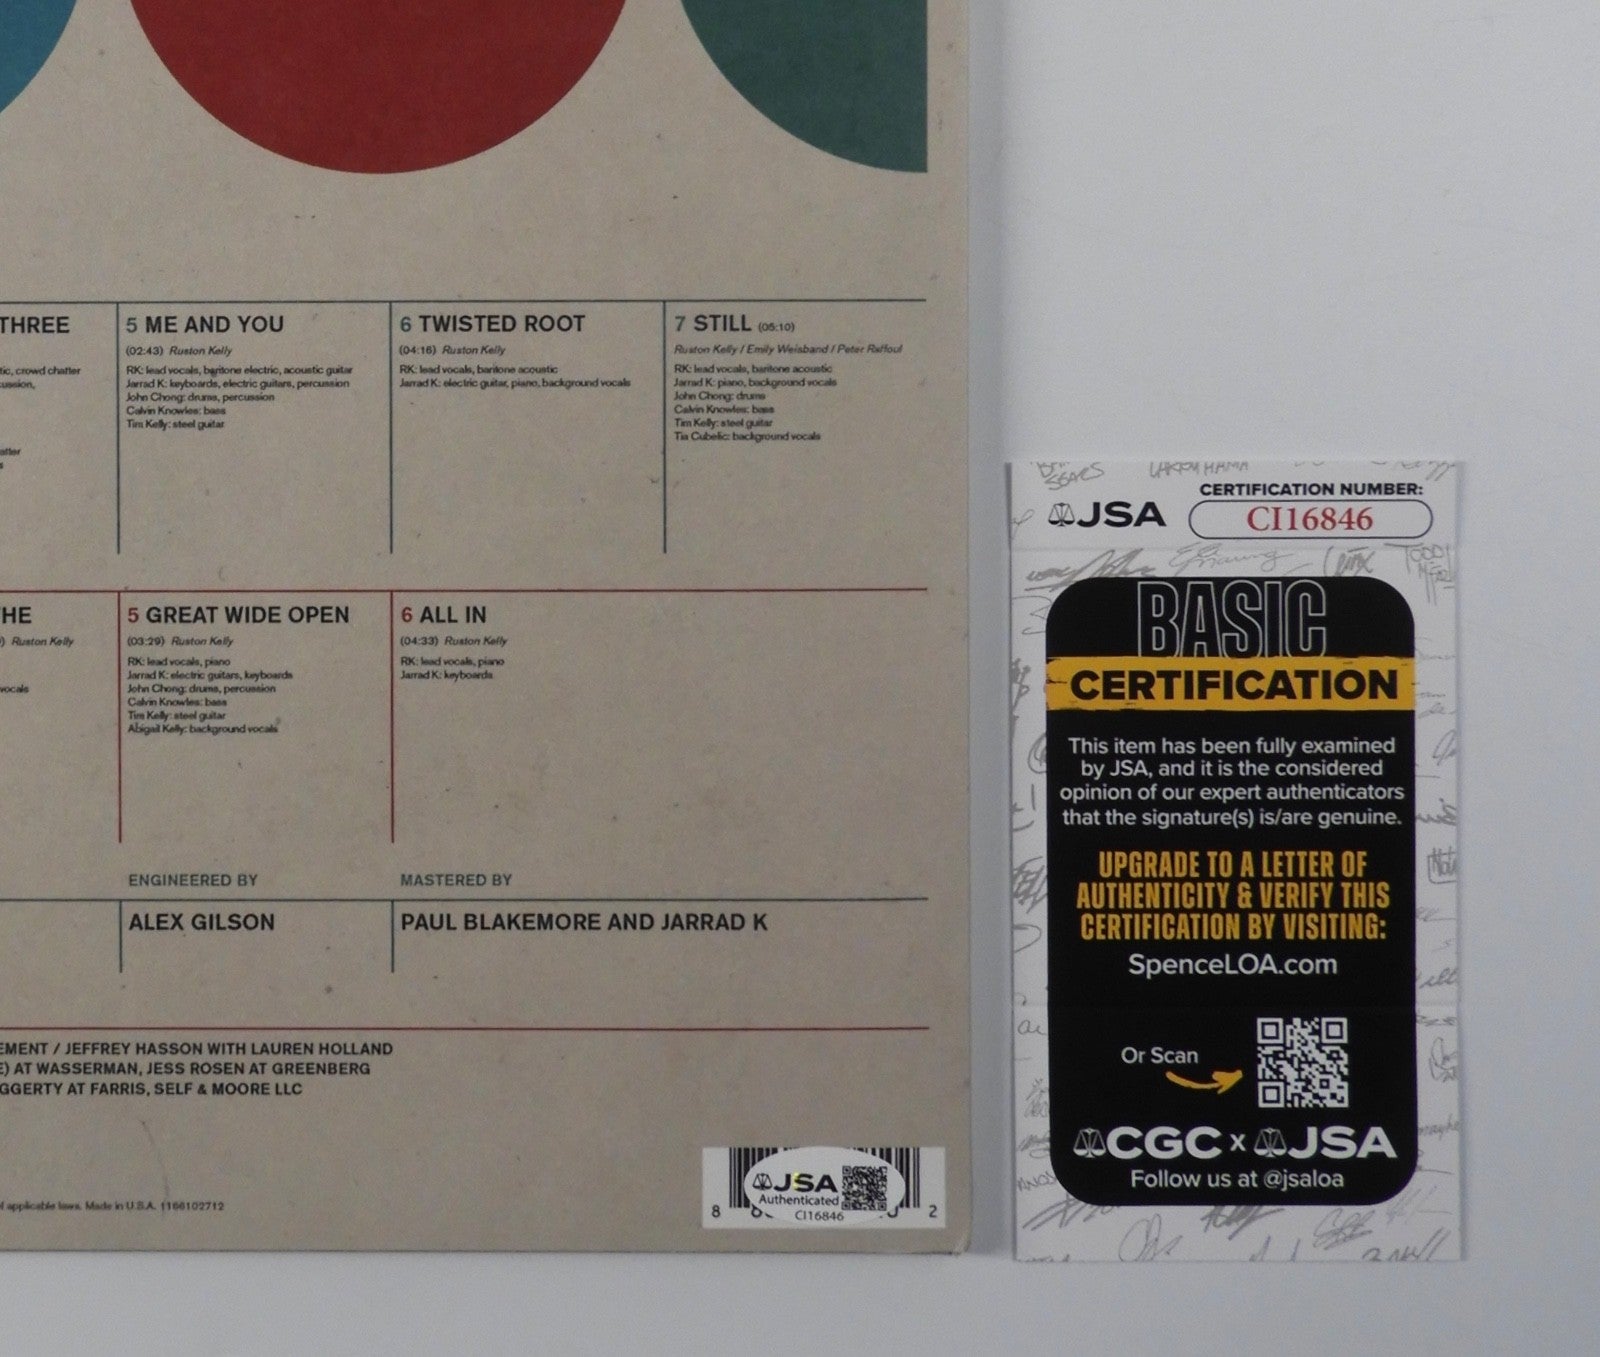 THREE
tic, crowd chatter
cussion,
atter
s
5 ME AND YOU
(02:43) Ruston Kelly
RK: lead vocals, baritone electric, acoustic guitar
Jarrad K: keyboards, electric guitars, percussion
John Chong: drums, percussion
Calvin Knowles: bass
Tim Kelly: steel guitar
6 TWISTED ROOT
(04:16) Ruston Kelly
RK: lead vocals, baritone acoustic
Jarrad K: electric guitar, piano, background vocals
7 STILL (05:10)
Ruston Kelly / Emily Weisband / Peter Raffoul
RK: lead vocals, baritone acoustic
Jarrad K: piano, background vocals
John Chong: drums
Calvin Knowles: bass
Tim Kelly: steel guitar
Tia Cubelic: background vocals
HE
) Ruston Kelly
vocals
5 GREAT WIDE OPEN
(03:29) Ruston Kelly
RK: lead vocals, piano
Jarrad K: electric guitars, keyboards
John Chong: drums, percussion
Calvin Knowles: bass
Tim Kelly: steel guitar
Abigail Kelly: background vocals
6 ALL IN
(04:33) Ruston Kelly
RK: lead vocals, piano
Jarrad K: keyboards
ENGINEERED BY
ALEX GILSON
MASTERED BY
PAUL BLAKEMORE AND JARRAD K
EMENT / JEFFREY HASSON WITH LAUREN HOLLAND
E) AT WASSERMAN, JESS ROSEN AT GREENBERG
GGERTY AT FARRIS, SELF & MOORE LLC
f applicable laws. Made in U.S.A. 1166102712
JSA
Authenticated
CI16846
8 2
JSA
CERTIFICATION NUMBER:
CI16846
BASIC
CERTIFICATION
This item has been fully examined
by JSA, and it is the considered
opinion of our expert authenticators
that the signature(s) is/are genuine.
UPGRADE TO A LETTER OF
AUTHENTICITY & VERIFY THIS
CERTIFICATION BY VISITING:
SpenceLOA.com
Or Scan
CGC x JSA
Follow us at @jsaloa